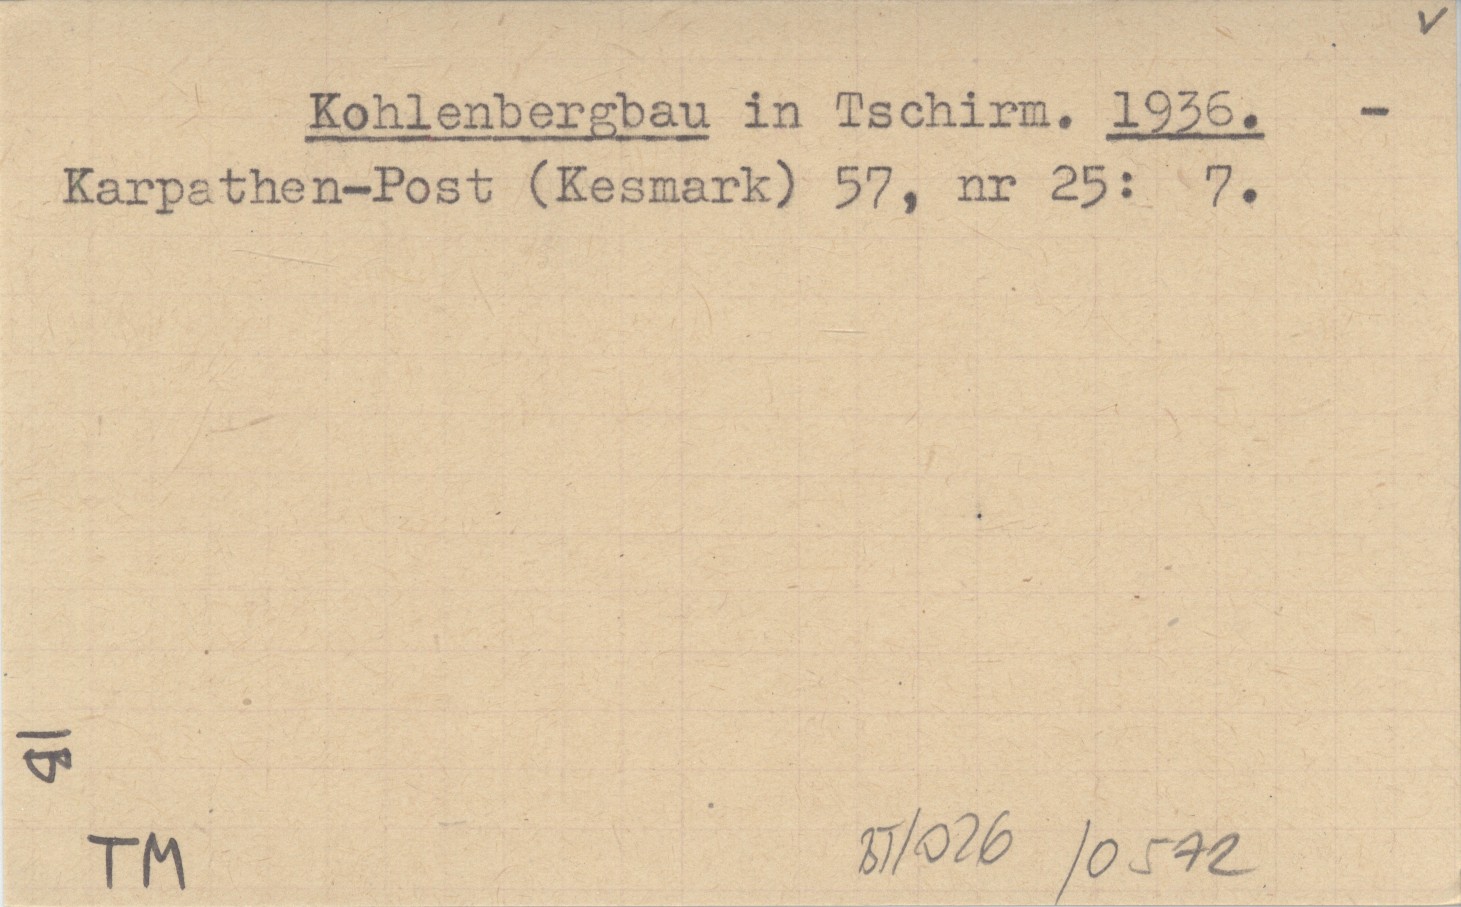 v
Kohlenbergbau in Tschirm. 1936. -
Karpathen-Post (Kesmark) 57, nr 25: 7.
TM
BT/026 /0572